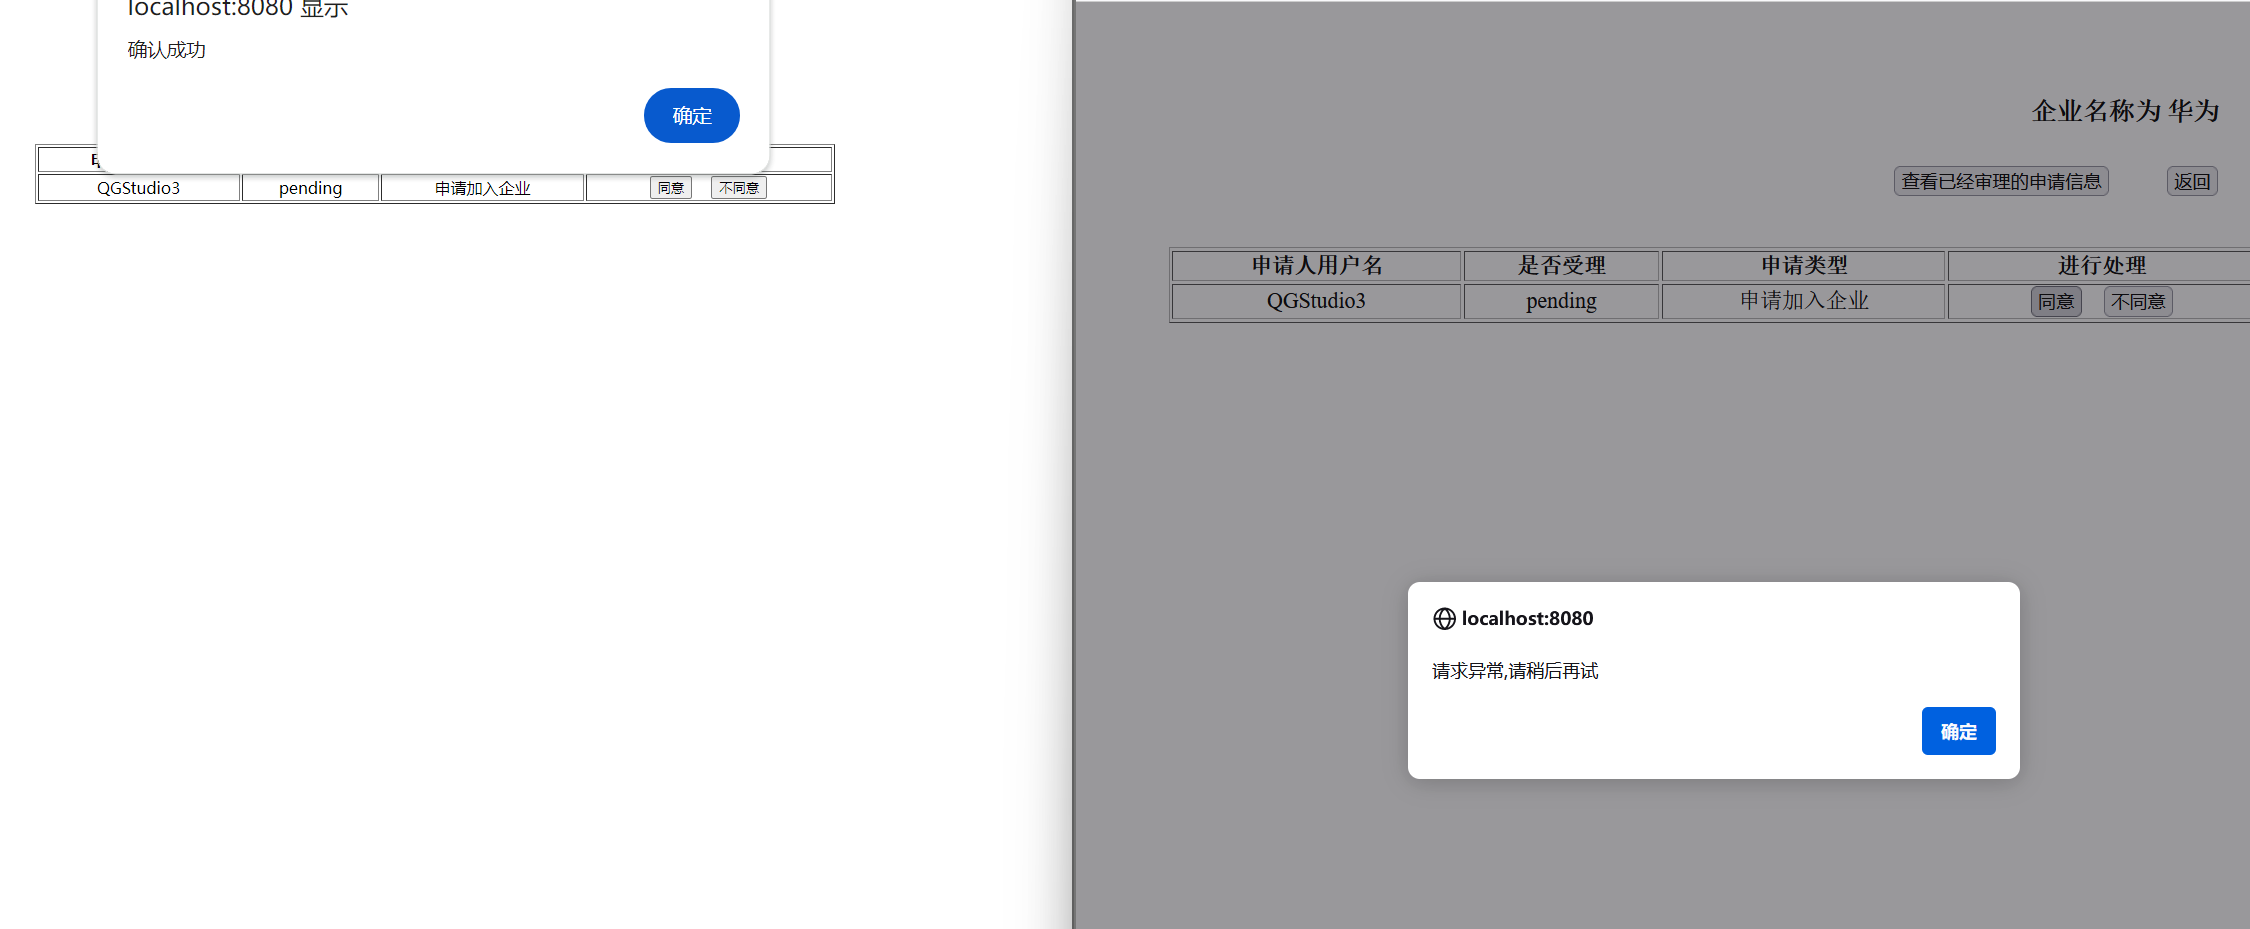 localhost:8080 显示
确认成功
确定
QGStudio3 pending 申请加入企业 同意 不同意
企业名称为 华为
查看已经审理的申请信息 返回
申请人用户名 是否受理 申请类型 进行处理
QGStudio3 pending 申请加入企业 同意 不同意
localhost:8080
请求异常,请稍后再试
确定